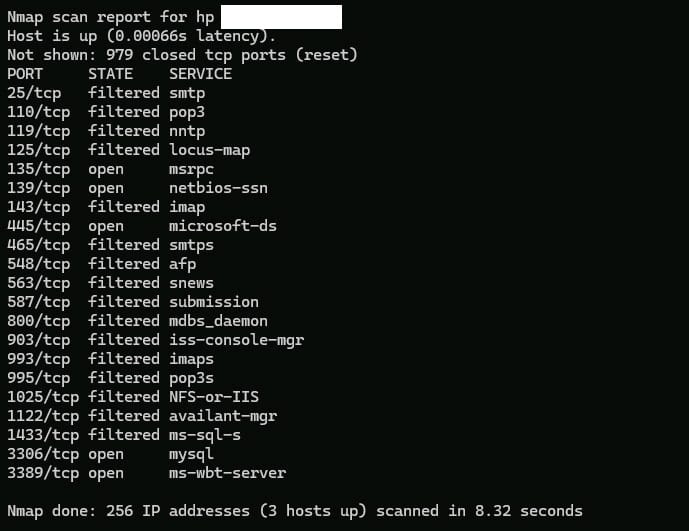 Nmap scan report for hp
Host is up (0.00066s latency).
Not shown: 979 closed tcp ports (reset)
PORT     STATE    SERVICE
25/tcp   filtered smtp
110/tcp  filtered pop3
119/tcp  filtered nntp
125/tcp  filtered locus-map
135/tcp  open     msrpc
139/tcp  open     netbios-ssn
143/tcp  filtered imap
445/tcp  open     microsoft-ds
465/tcp  filtered smtps
548/tcp  filtered afp
563/tcp  filtered snews
587/tcp  filtered submission
800/tcp  filtered mdbs_daemon
903/tcp  filtered iss-console-mgr
993/tcp  filtered imaps
995/tcp  filtered pop3s
1025/tcp filtered NFS-or-IIS
1122/tcp filtered availant-mgr
1433/tcp filtered ms-sql-s
3306/tcp open     mysql
3389/tcp open     ms-wbt-server
Nmap done: 256 IP addresses (3 hosts up) scanned in 8.32 seconds